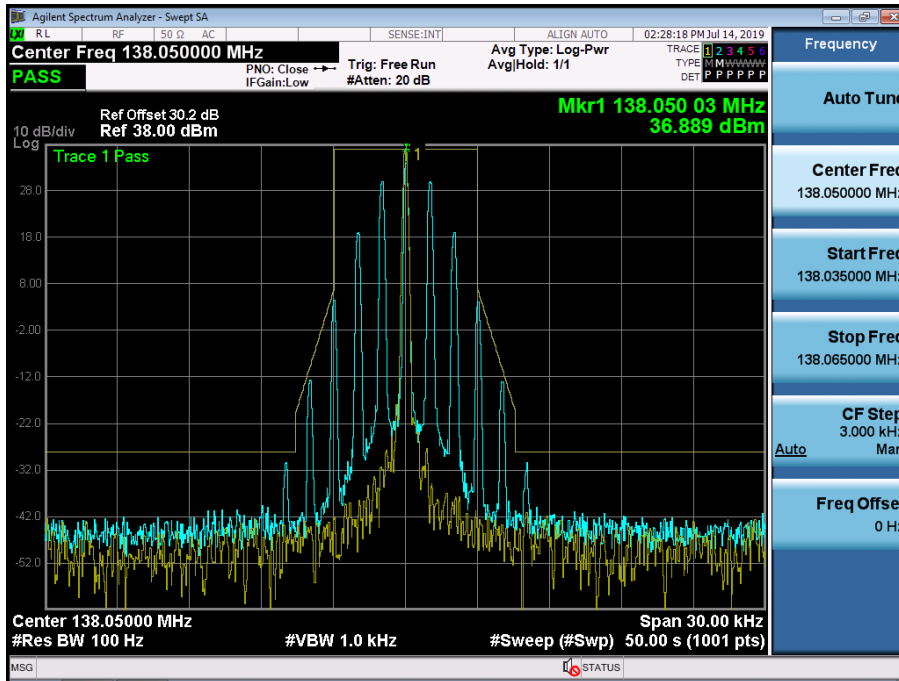 Agilent Spectrum Analyzer - Swept SA
LXI RL RF 50 Ω AC SENSE:INT ALIGN AUTO 02:28:18 PM Jul 14, 2019
Center Freq 138.050000 MHz
PASS
PNO: Close
IFGain:Low
Trig: Free Run
#Atten: 20 dB
Avg Type: Log-Pwr
Avg|Hold: 1/1
TRACE 1 2 3 4 5 6
TYPE M M W W W W
DET P P P P P P
Mkr1 138.050 03 MHz
36.889 dBm
Ref Offset 30.2 dB
10 dB/div Ref 38.00 dBm
Log
Trace 1 Pass
1
28.0
18.0
8.00
-2.00
-12.0
-22.0
-32.0
-42.0
-52.0
Center 138.05000 MHz Span 30.00 kHz
#Res BW 100 Hz #VBW 1.0 kHz #Sweep (#Swp) 50.00 s (1001 pts)
MSG STATUS
Frequency
Auto Tune
Center Freq
138.050000 MHz
Start Freq
138.035000 MHz
Stop Freq
138.065000 MHz
CF Step
3.000 kHz
Auto Man
Freq Offset
0 Hz